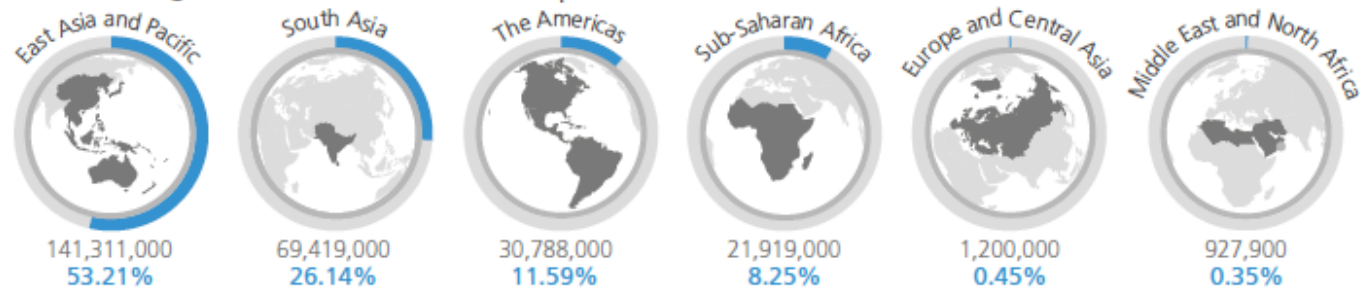 East Asia and Pacific
141,311,000
53.21%
South Asia
69,419,000
26.14%
The Americas
30,788,000
11.59%
Sub-Saharan Africa
21,919,000
8.25%
Europe and Central Asia
1,200,000
0.45%
Middle East and North Africa
927,900
0.35%